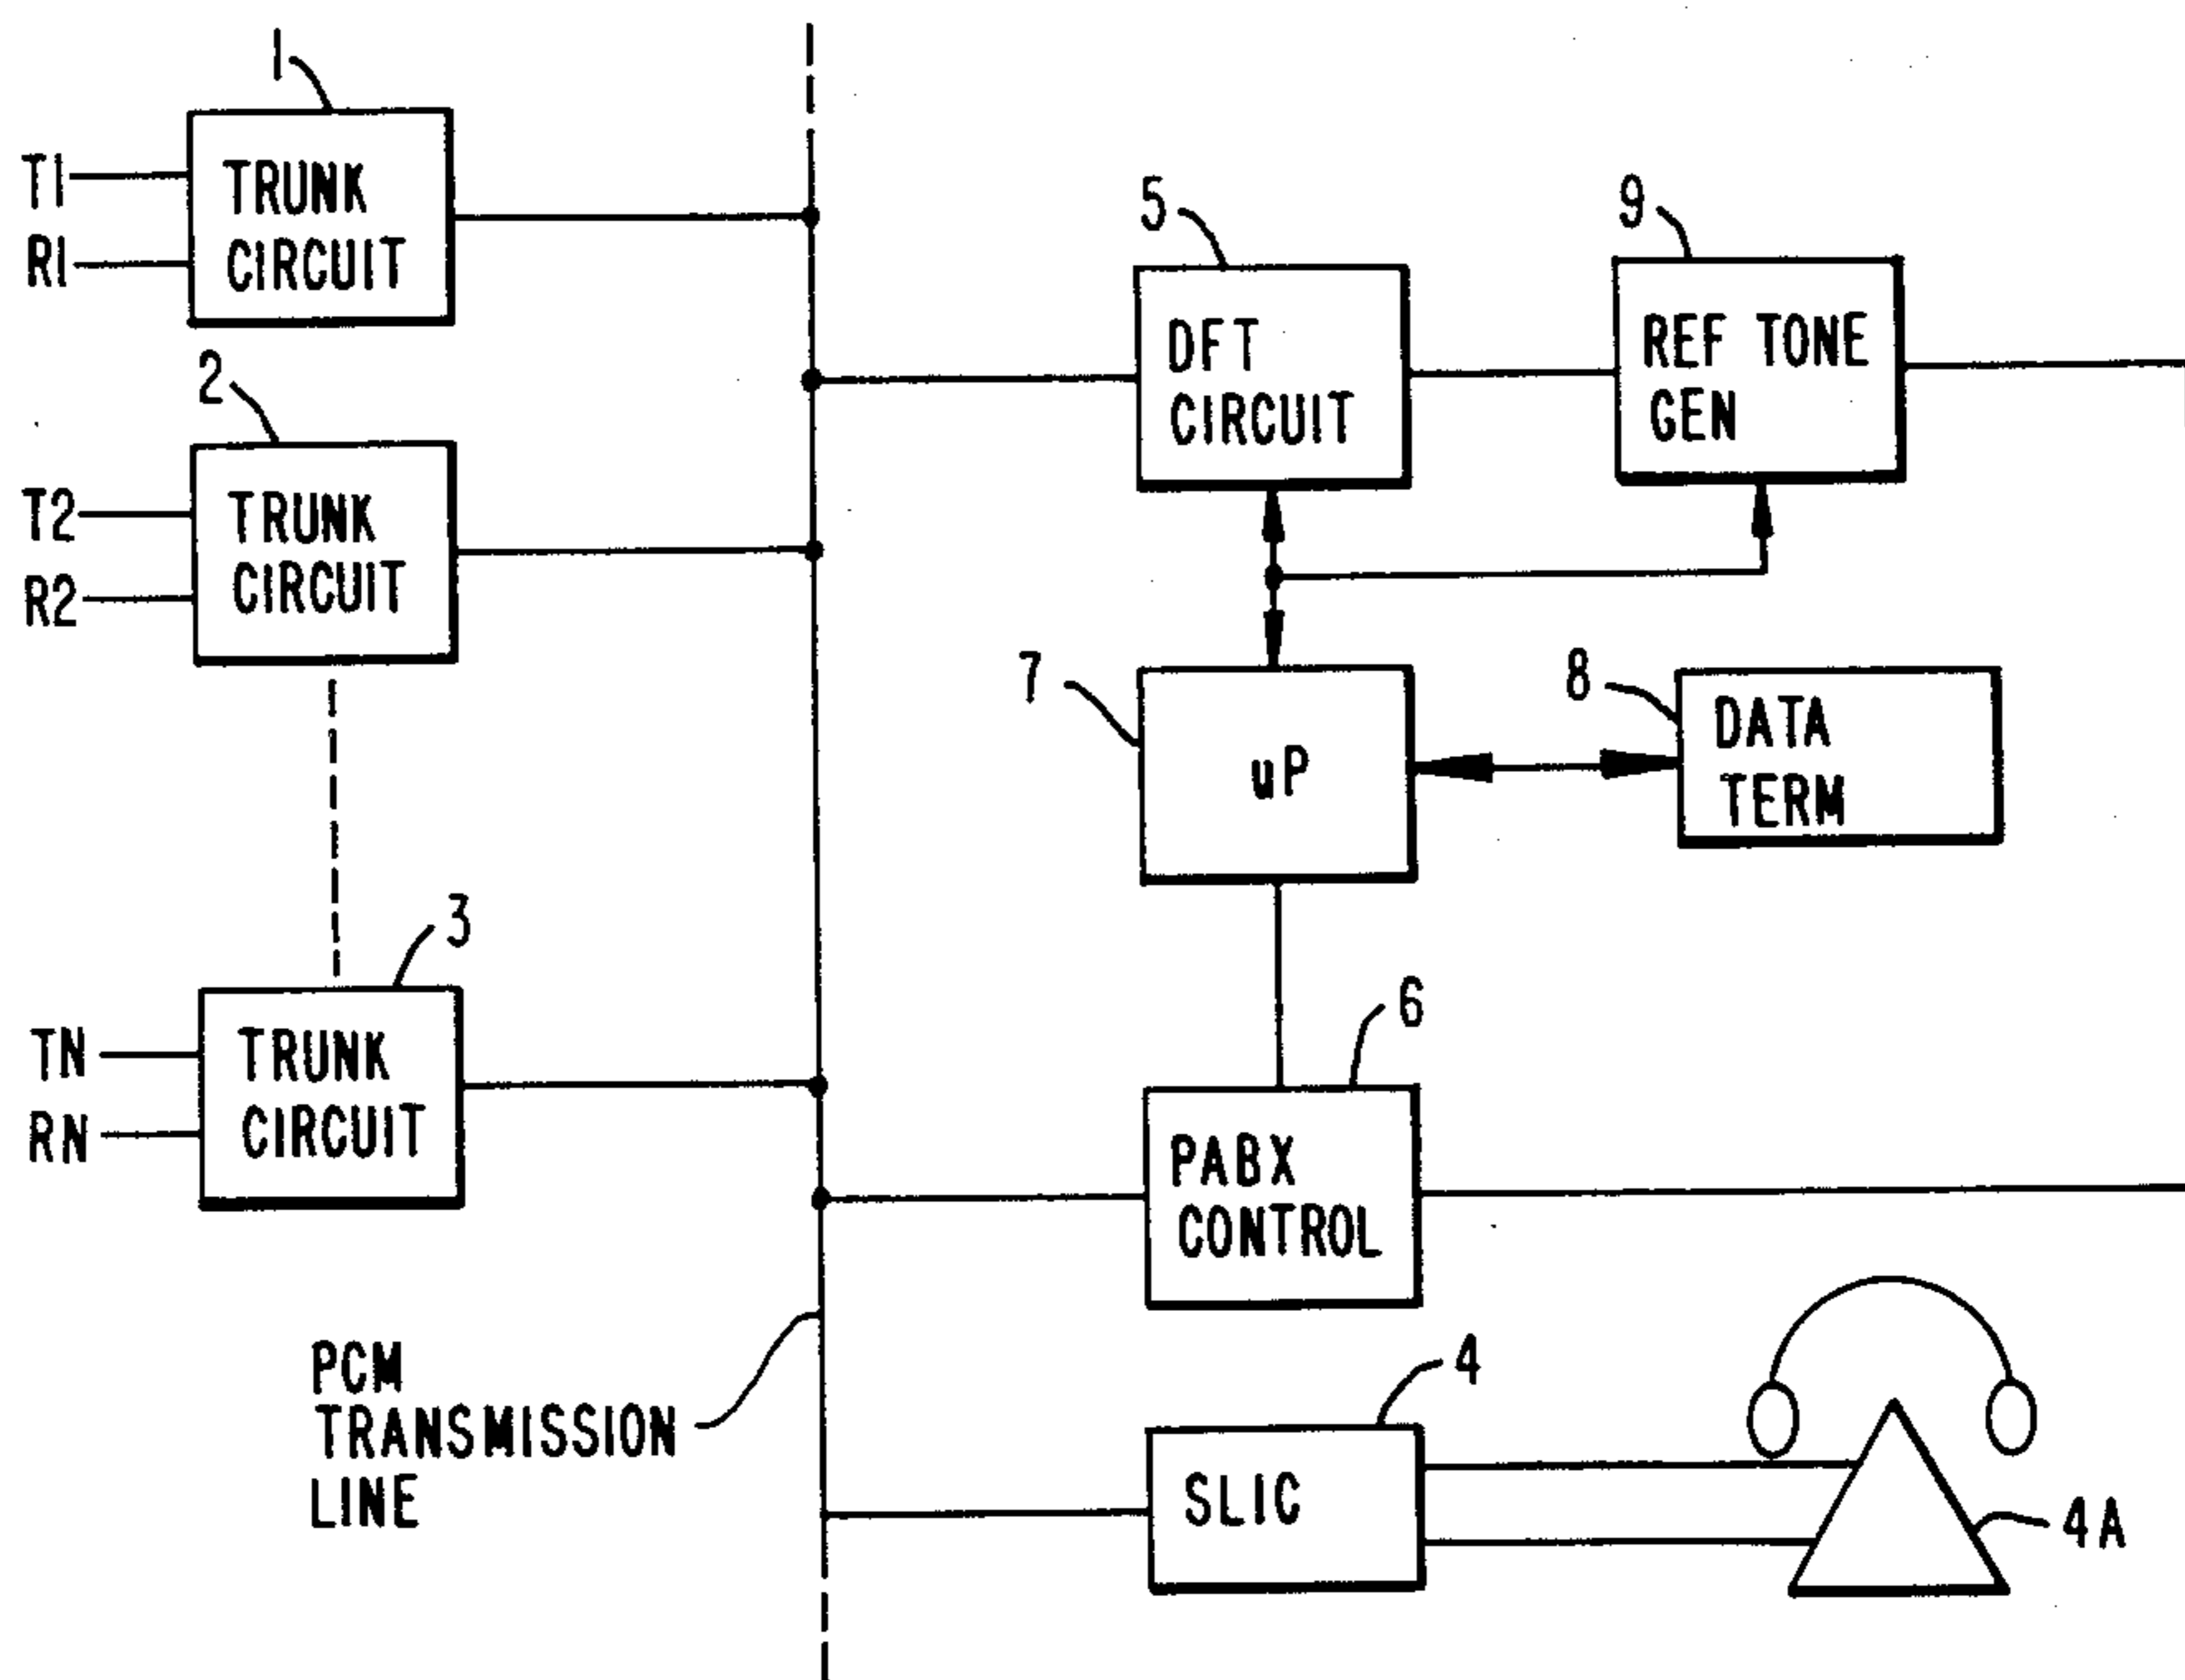 1
T1
R1
TRUNK
CIRCUIT
2
T2
R2
TRUNK
CIRCUIT
3
TN
RN
TRUNK
CIRCUIT
PCM
TRANSMISSION
LINE
5
DFT
CIRCUIT
9
REF TONE
GEN
7
uP
8
DATA
TERM
6
PABX
CONTROL
4
SLIC
4A